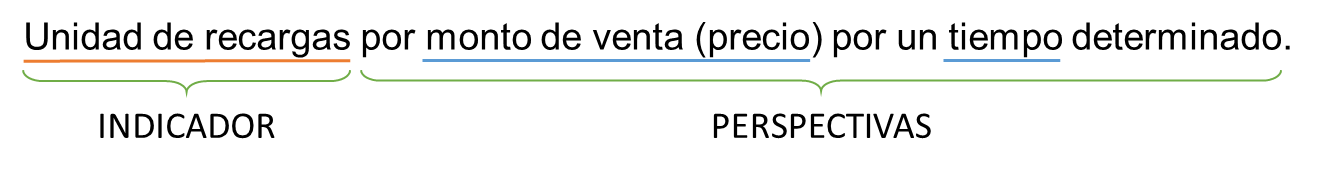 Unidad de recargas por monto de venta (precio) por un tiempo determinado.
INDICADOR PERSPECTIVAS